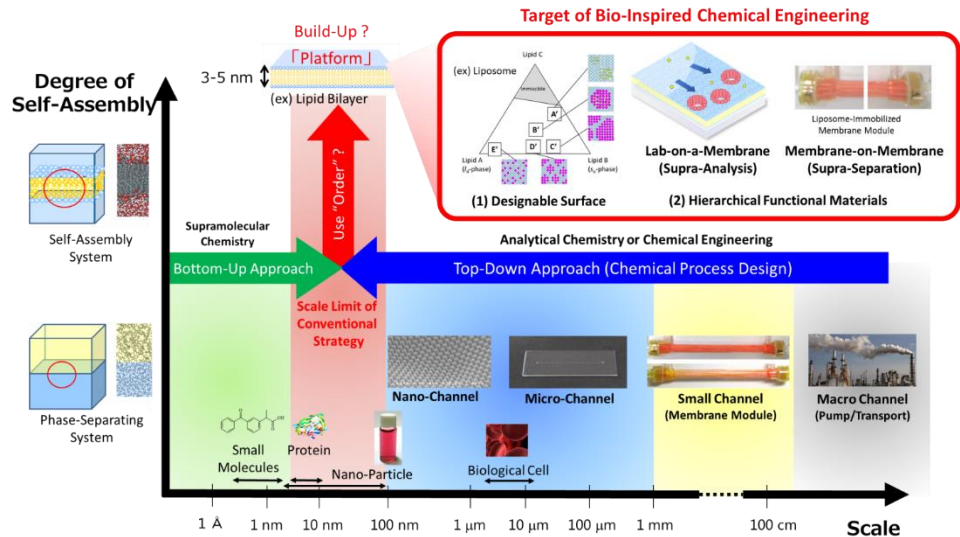 Target of Bio-Inspired Chemical Engineering
Build-Up ?
「Platform」
3-5 nm
(ex) Lipid Bilayer
Degree of
Self-Assembly
Self-Assembly
System
Phase-Separating
System
(ex) Liposome
Lipid C
Immiscible
A'
B'
C'
D'
E'
Lipid A
(ld-phase)
Lipid B
(so-phase)
(1) Designable Surface
Lab-on-a-Membrane
(Supra-Analysis)
Liposome-Immobilized
Membrane Module
Membrane-on-Membrane
(Supra-Separation)
(2) Hierarchical Functional Materials
Use "Order" ?
Supramolecular
Chemistry
Bottom-Up Approach
Analytical Chemistry or Chemical Engineering
Top-Down Approach (Chemical Process Design)
Scale Limit of
Conventional
Strategy
Nano-Channel
Micro-Channel
Small Channel
(Membrane Module)
Macro Channel
(Pump/Transport)
OH
Small
Molecules
Protein
Nano-Particle
Biological Cell
1 Å
1 nm
10 nm
100 nm
1 μm
10 μm
100 μm
1 mm
100 cm
Scale